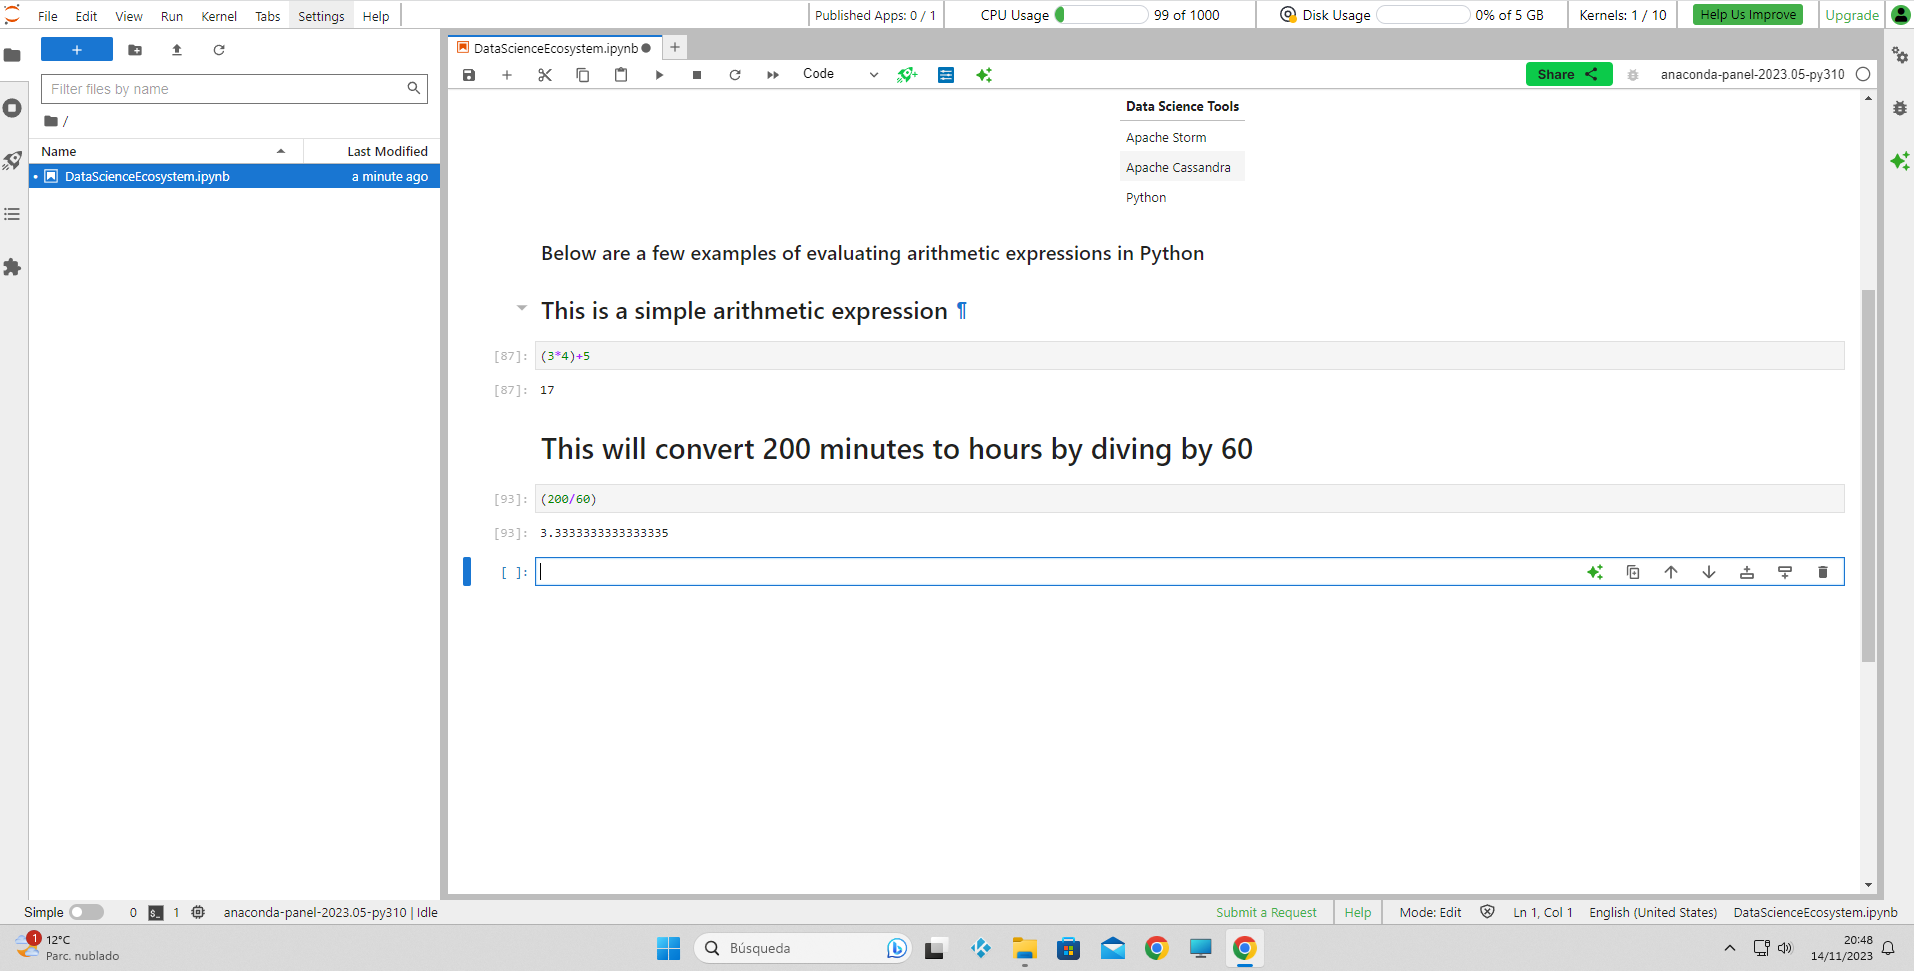 File Edit View Run Kernel Tabs Settings Help Published Apps: 0 / 1 CPU Usage 99 of 1000 Disk Usage 0% of 5 GB Kernels: 1 / 10 Help Us Improve Upgrade
+
Filter files by name
/
Name Last Modified
DataScienceEcosystem.ipynb a minute ago
DataScienceEcosystem.ipynb
Code
Share
anaconda-panel-2023.05-py310
Data Science Tools
Apache Storm
Apache Cassandra
Python
Below are a few examples of evaluating arithmetic expressions in Python
This is a simple arithmetic expression ¶
[87]: (3*4)+5
[87]: 17
This will convert 200 minutes to hours by diving by 60
[93]: (200/60)
[93]: 3.3333333333333335
[ ]:
Simple 0 $_ 1 anaconda-panel-2023.05-py310 | Idle Submit a Request Help Mode: Edit Ln 1, Col 1 English (United States) DataScienceEcosystem.ipynb
1 12°C
Parc. nublado
Búsqueda
20:48
14/11/2023